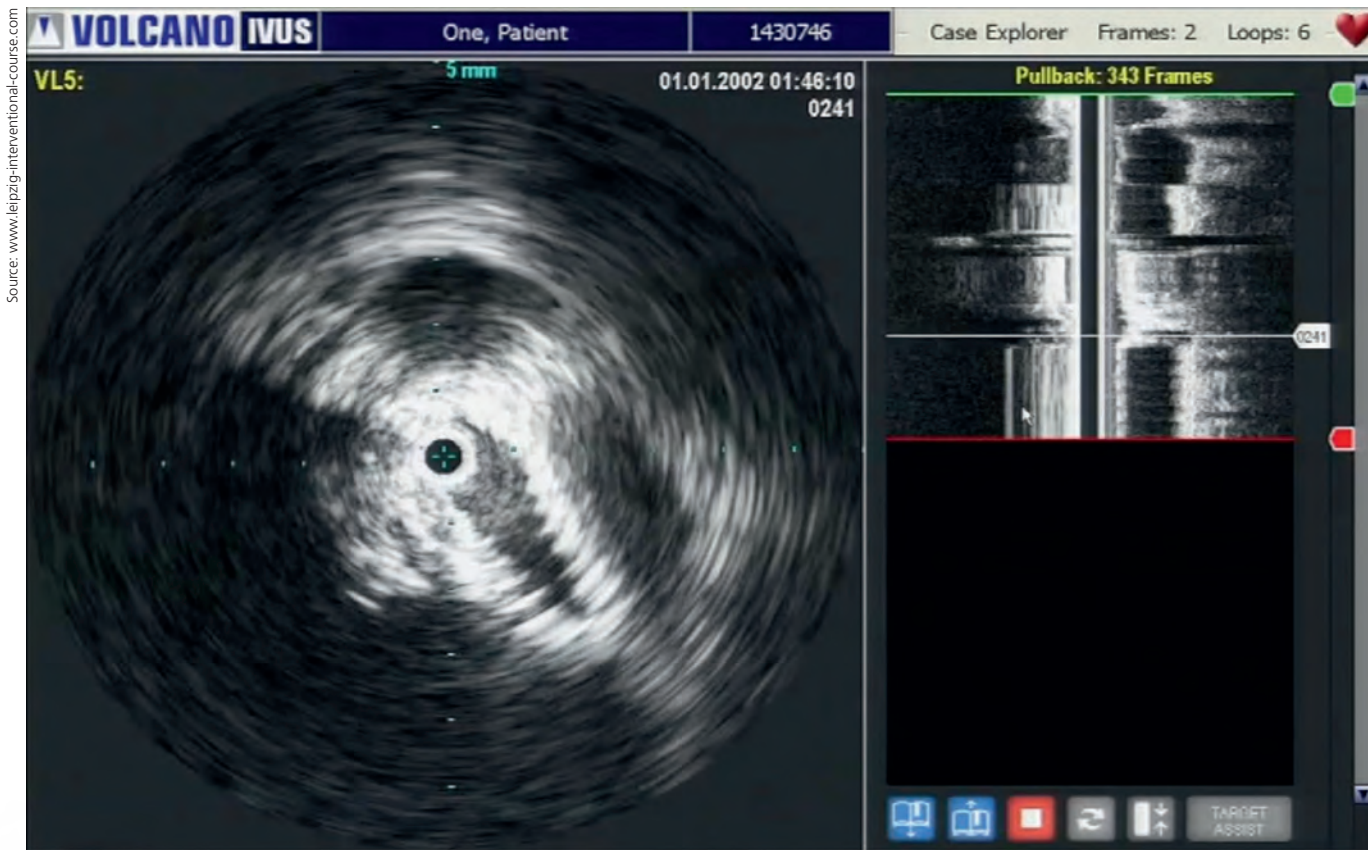 Source: www.leipzig-interventional-course.com
VOLCANO IVUS
One, Patient
1430746
Case Explorer
Frames: 2
Loops: 6
VL5:
5 mm
01.01.2002 01:46:10
0241
Pullback: 343 Frames
0241
TARGET
ASSIST